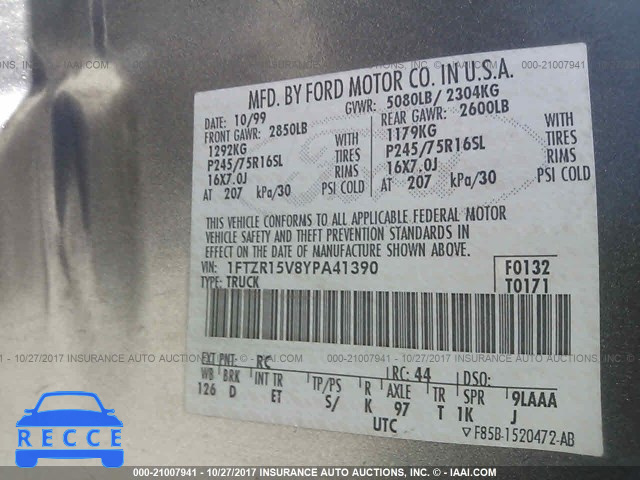 Copart
IAAI
000-21007941
MFD. BY FORD MOTOR CO. IN U.S.A.
DATE: 10/99 GVWR: 5080LB/ 2304KG
FRONT GAWR: 2850LB REAR GAWR: 2600LB
1292KG WITH 1179KG WITH
P245/75R16SL TIRES P245/75R16SL TIRES
16X7.0J RIMS 16X7.0J RIMS
AT 207 kPa/30 PSI COLD AT 207 kPa/30 PSI COLD
THIS VEHICLE CONFORMS TO ALL APPLICABLE FEDERAL MOTOR
VEHICLE SAFETY AND THEFT PREVENTION STANDARDS IN
EFFECT ON THE DATE OF MANUFACTURE SHOWN ABOVE.
VIN: 1FTZR15V8YPA41390 F0132
TYPE: TRUCK T0171
EXT PNT: RC RC: 44 DSO:
WB BRK INT TR TP/PS R AXLE TR SPR 9LAAA
126 D ET S/ K 97 T 1K J
UTC F85B-1520472-AB
000-21007941 - 10/27/2017 INSURANCE AUTO AUCTIONS, INC. - © - IAAI.COM